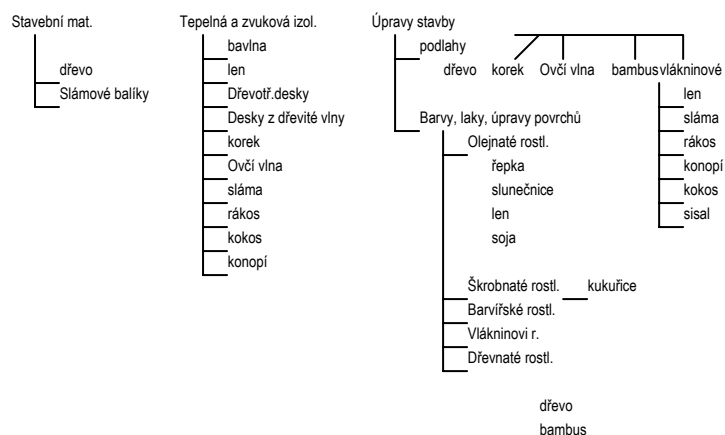 Stavební mat.
dřevo
Slámové balíky
Tepelná a zvuková izol.
bavlna
len
Dřevotř.desky
Desky z dřevité vlny
korek
Ovčí vlna
sláma
rákos
kokos
konopí
Úpravy stavby
podlahy
dřevo korek Ovčí vlna bambus vlákninové
len
sláma
rákos
konopí
kokos
sisal
Barvy, laky, úpravy povrchů
Olejnaté rostl.
řepka
slunečnice
len
soja
Škrobnaté rostl. kukuřice
Barvířské rostl.
Vlákninovi r.
Dřevnaté rostl.
dřevo
bambus